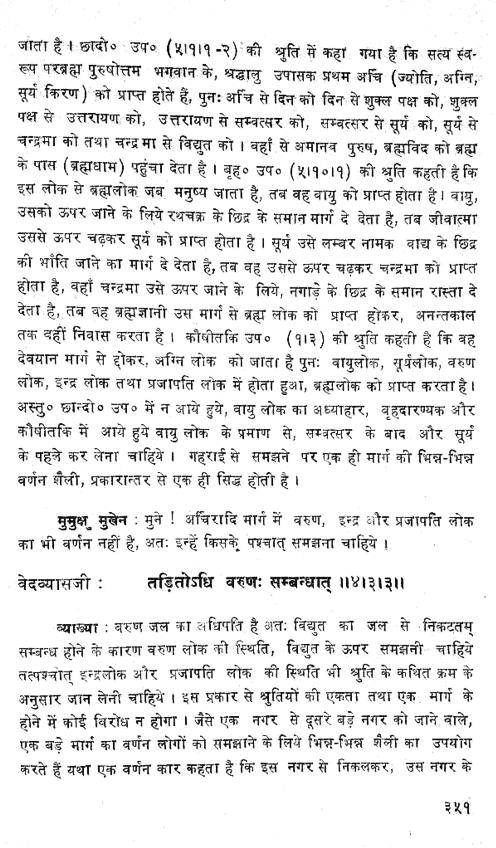 जाता है । छादो० उप० (५।९।१-२) की श्रुति में कहा गया है कि सत्य स्व-
रूप परब्रह्म पुरुषोत्तम भगवान के, श्रद्धालु उपासक प्रथम अर्चि (ज्योति, अग्नि,
सूर्य किरण) को प्राप्त होते हैं, पुनः अर्चि से दिन को दिन से शुक्ल पक्ष को, शुक्ल
पक्ष से उत्तरायण को, उत्तरायण से सम्वत्सर को, सम्वत्सर से सूर्य को, सूर्य से
चन्द्रमा को तथा चन्द्र मा से विद्युत को । वहाँ से अमानव पुरुष, ब्रह्मविद को ब्रह्म
के पास (ब्रह्मधाम) पहुंचा देता है । बृह० उप० (५।१०।१) की श्रुति कहती है कि
इस लोक से ब्रह्मलोक जब मनुष्य जाता है, तब वह वायु को प्राप्त होता है । वायु,
उसको ऊपर जाने के लिये रथचक्र के छिद्र के समान मार्ग दे देता है, तब जीवात्मा
उससे ऊपर चढ़कर सूर्य को प्राप्त होता है । सूर्य उसे लम्बर नामक वाद्य के छिद्र
की भाँति जाने का मार्ग दे देता है, तब वह उससे ऊपर चढ़कर चन्द्रमा को प्राप्त
होता है, वहाँ चन्द्रमा उसे ऊपर जाने के लिये, नगाड़े के छिद्र के समान रास्ता दे
देता है, तब वह ब्रह्मज्ञानी उस मार्ग से ब्रह्म लोक को प्राप्त होकर, अनन्तकाल
तक वहीं निवास करता है । कौषीतकि उप० (१।३) की श्रुति कहती है कि वह
देवयान मार्ग से होकर, अग्नि लोक को जाता है पुनः वायुलोक, सूर्यलोक, वरुण
लोक, इन्द्र लोक तथा प्रजापति लोक में होता हुआ, ब्रह्मलोक को प्राप्त करता है ।
अस्तु० छान्दो० उप० में न आये हुये, वायु लोक का अध्याहार, बृहदारण्यक और
कौषीतकि में आये हुये वायु लोक के प्रमाण से, सम्वत्सर के बाद और सूर्य
के पहले कर लेना चाहिये । गहराई से समझने पर एक ही मार्ग की भिन्न-भिन्न
वर्णन शैली, प्रकारान्तर से एक ही सिद्ध होती है ।
मुमुक्षु मुखेन : मुने ! अर्चिरादि मार्ग में वरुण, इन्द्र और प्रजापति लोक
का भी वर्णन नहीं है, अतः इन्हें किसके पश्चात् समझना चाहिये ।
वेदव्यासजी : तड़ितोऽधि वरुणः सम्बन्धात् ॥४।३।३॥
व्याख्या : वरुण जल का अधिपति है अतः विद्युत का जल से निकटतम्
सम्बन्ध होने के कारण वरुण लोक की स्थिति, विद्युत के ऊपर समझनी चाहिये
तत्पश्चात् इन्द्रलोक और प्रजापति लोक की स्थिति भी श्रुति के कथित क्रम के
अनुसार जान लेनी चाहिये । इस प्रकार से श्रुतियों की एकता तथा एक मार्ग के
होने में कोई विरोध न होगा । जैसे एक नगर से दूसरे बड़े नगर को जाने वाले,
एक बड़े मार्ग का वर्णन लोगों को समझाने के लिये भिन्न-भिन्न शैली का उपयोग
करते हैं यथा एक वर्णन कार कहता है कि इस नगर से निकलकर, उस नगर के
३५१